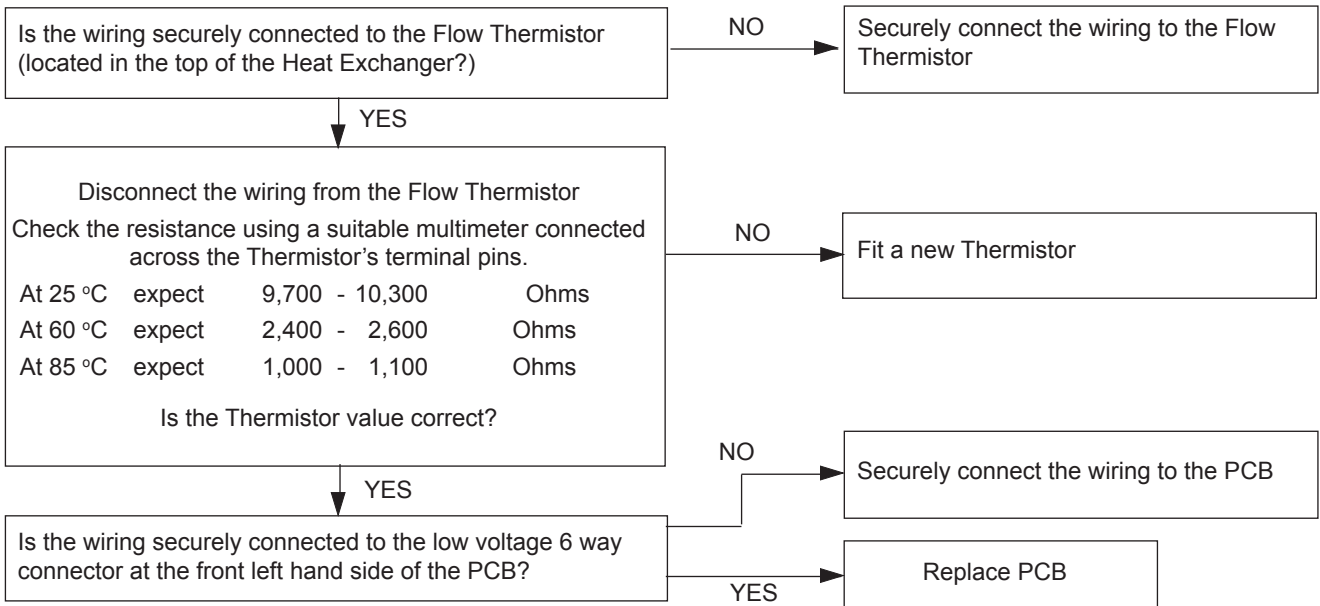 Is the wiring securely connected to the Flow Thermistor
(located in the top of the Heat Exchanger?)
NO
Securely connect the wiring to the Flow
Thermistor
YES
Disconnect the wiring from the Flow Thermistor
Check the resistance using a suitable multimeter connected
across the Thermistor’s terminal pins.
At 25 °C expect 9,700 - 10,300 Ohms
At 60 °C expect 2,400 - 2,600 Ohms
At 85 °C expect 1,000 - 1,100 Ohms
Is the Thermistor value correct?
NO
Fit a new Thermistor
YES
Is the wiring securely connected to the low voltage 6 way
connector at the front left hand side of the PCB?
NO
Securely connect the wiring to the PCB
YES
Replace PCB